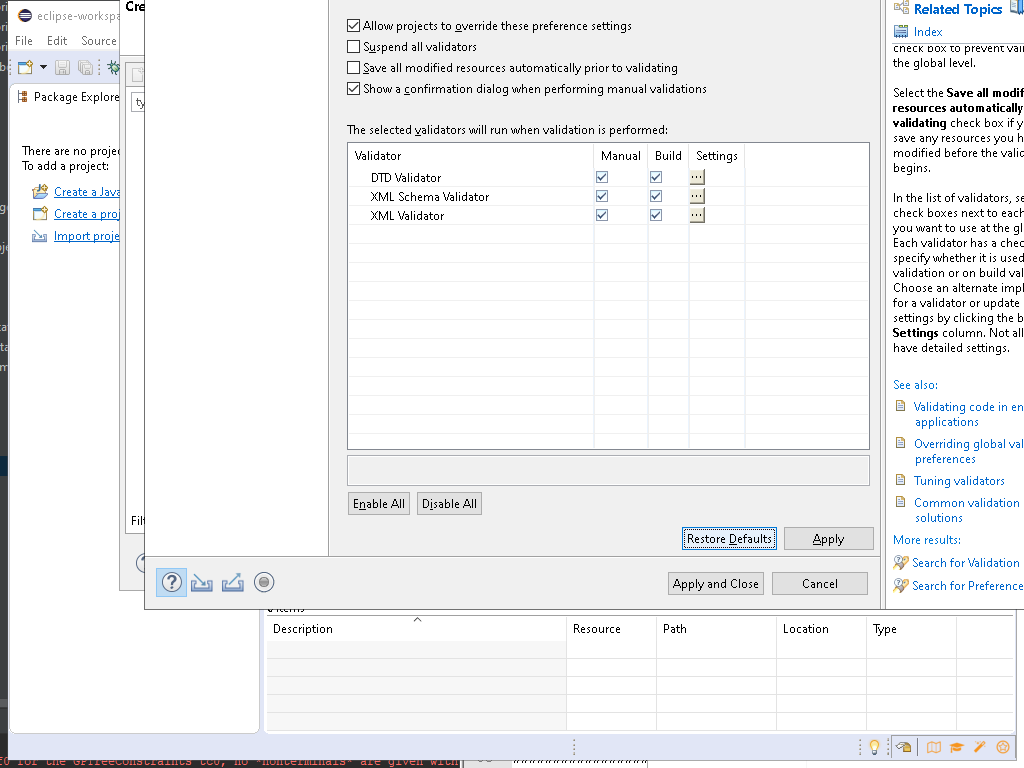 eclipse-workspa
Cre
File Edit Source
Package Explore
There are no projec
To add a project:
Create a Java
Create a proj
Import proje
ty
Filt
Allow projects to override these preference settings
Suspend all validators
Save all modified resources automatically prior to validating
Show a confirmation dialog when performing manual validations
The selected validators will run when validation is performed:
Validator Manual Build Settings
DTD Validator ...
XML Schema Validator ...
XML Validator ...
Enable All Disable All
Restore Defaults Apply
? Apply and Close Cancel
Related Topics
Index
check box to prevent vali
the global level.
Select the Save all modif
resources automatically
validating check box if y
save any resources you h
modified before the valid
begins.
In the list of validators, se
check boxes next to each
you want to use at the gl
Each validator has a chec
specify whether it is used
validation or on build val
Choose an alternate impl
for a validator or update
settings by clicking the b
Settings column. Not all
have detailed settings.
See also:
Validating code in en
applications
Overriding global val
preferences
Tuning validators
Common validation
solutions
More results:
Search for Validation
Search for Preference
items
Description Resource Path Location Type
for the GPTreeConstraints tc0, no *nonterminals* are given with